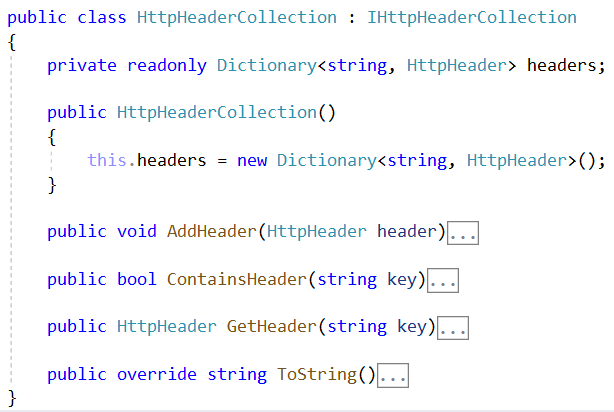 public class HttpHeaderCollection : IHttpHeaderCollection
{
    private readonly Dictionary<string, HttpHeader> headers;
    public HttpHeaderCollection()
    {
        this.headers = new Dictionary<string, HttpHeader>();
    }
    public void AddHeader(HttpHeader header)...
    public bool ContainsHeader(string key)...
    public HttpHeader GetHeader(string key)...
    public override string ToString()...
}